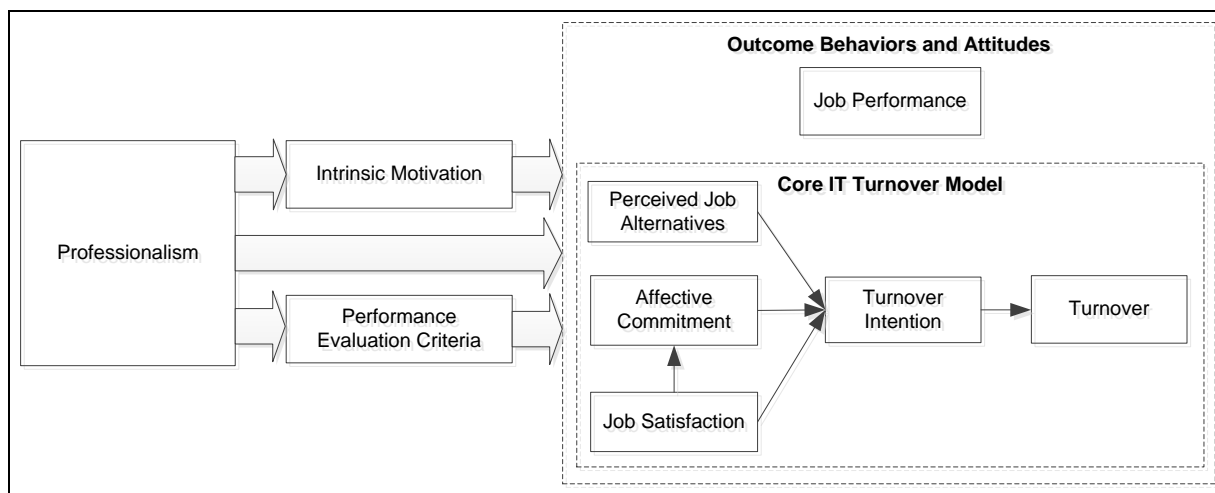 Outcome Behaviors and Attitudes
Job Performance
Professionalism
Intrinsic Motivation
Performance
Evaluation Criteria
Core IT Turnover Model
Perceived Job
Alternatives
Affective
Commitment
Job Satisfaction
Turnover
Intention
Turnover